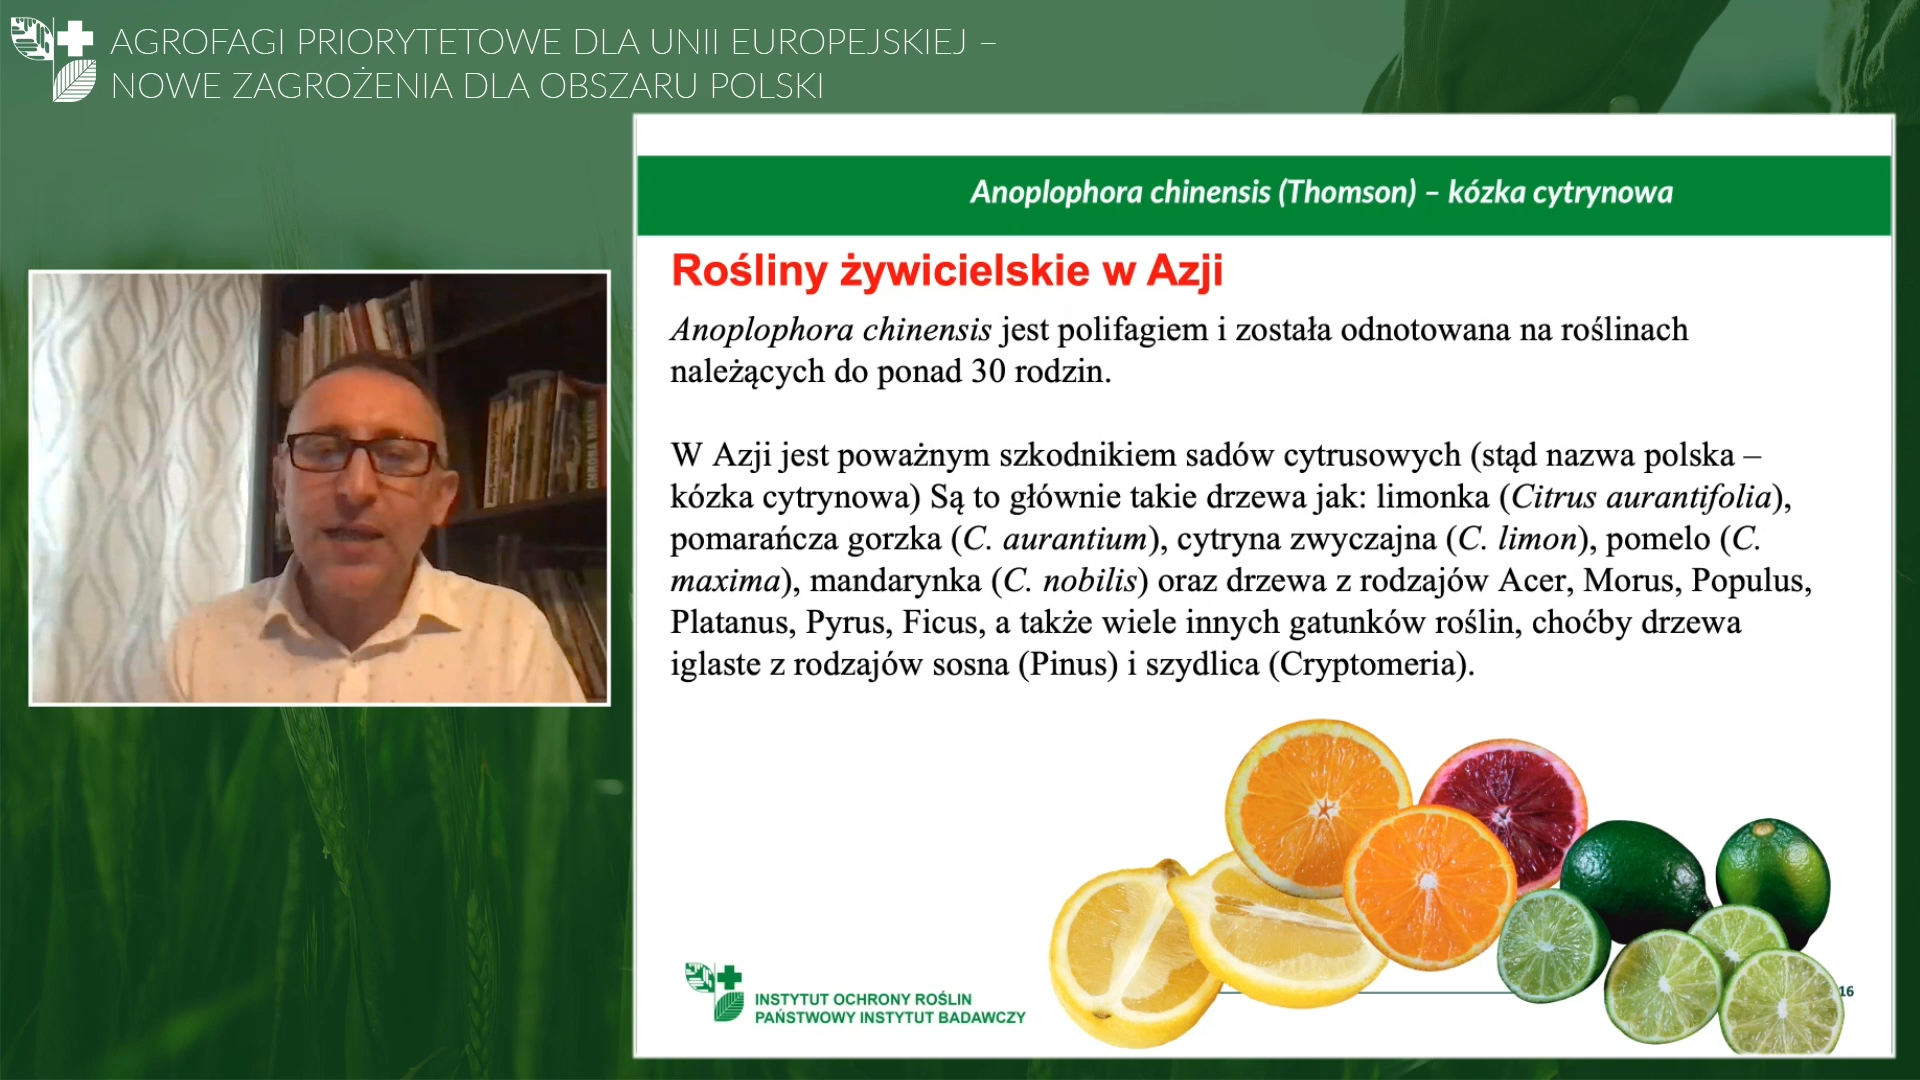 AGROFAGI PRIORYTETOWE DLA UNII EUROPEJSKIEJ –
NOWE ZAGROŻENIA DLA OBSZARU POLSKI
Anoplophora chinensis (Thomson) – kózka cytrynowa
Rośliny żywicielskie w Azji
Anoplophora chinensis jest polifagiem i została odnotowana na roślinach
należących do ponad 30 rodzin.
W Azji jest poważnym szkodnikiem sadów cytrusowych (stąd nazwa polska –
kózka cytrynowa) Są to głównie takie drzewa jak: limonka (Citrus aurantifolia),
pomarańcza gorzka (C. aurantium), cytryna zwyczajna (C. limon), pomelo (C.
maxima), mandarynka (C. nobilis) oraz drzewa z rodzajów Acer, Morus, Populus,
Platanus, Pyrus, Ficus, a także wiele innych gatunków roślin, choćby drzewa
iglaste z rodzajów sosna (Pinus) i szydlica (Cryptomeria).
INSTYTUT OCHRONY ROŚLIN
PAŃSTWOWY INSTYTUT BADAWCZY
16